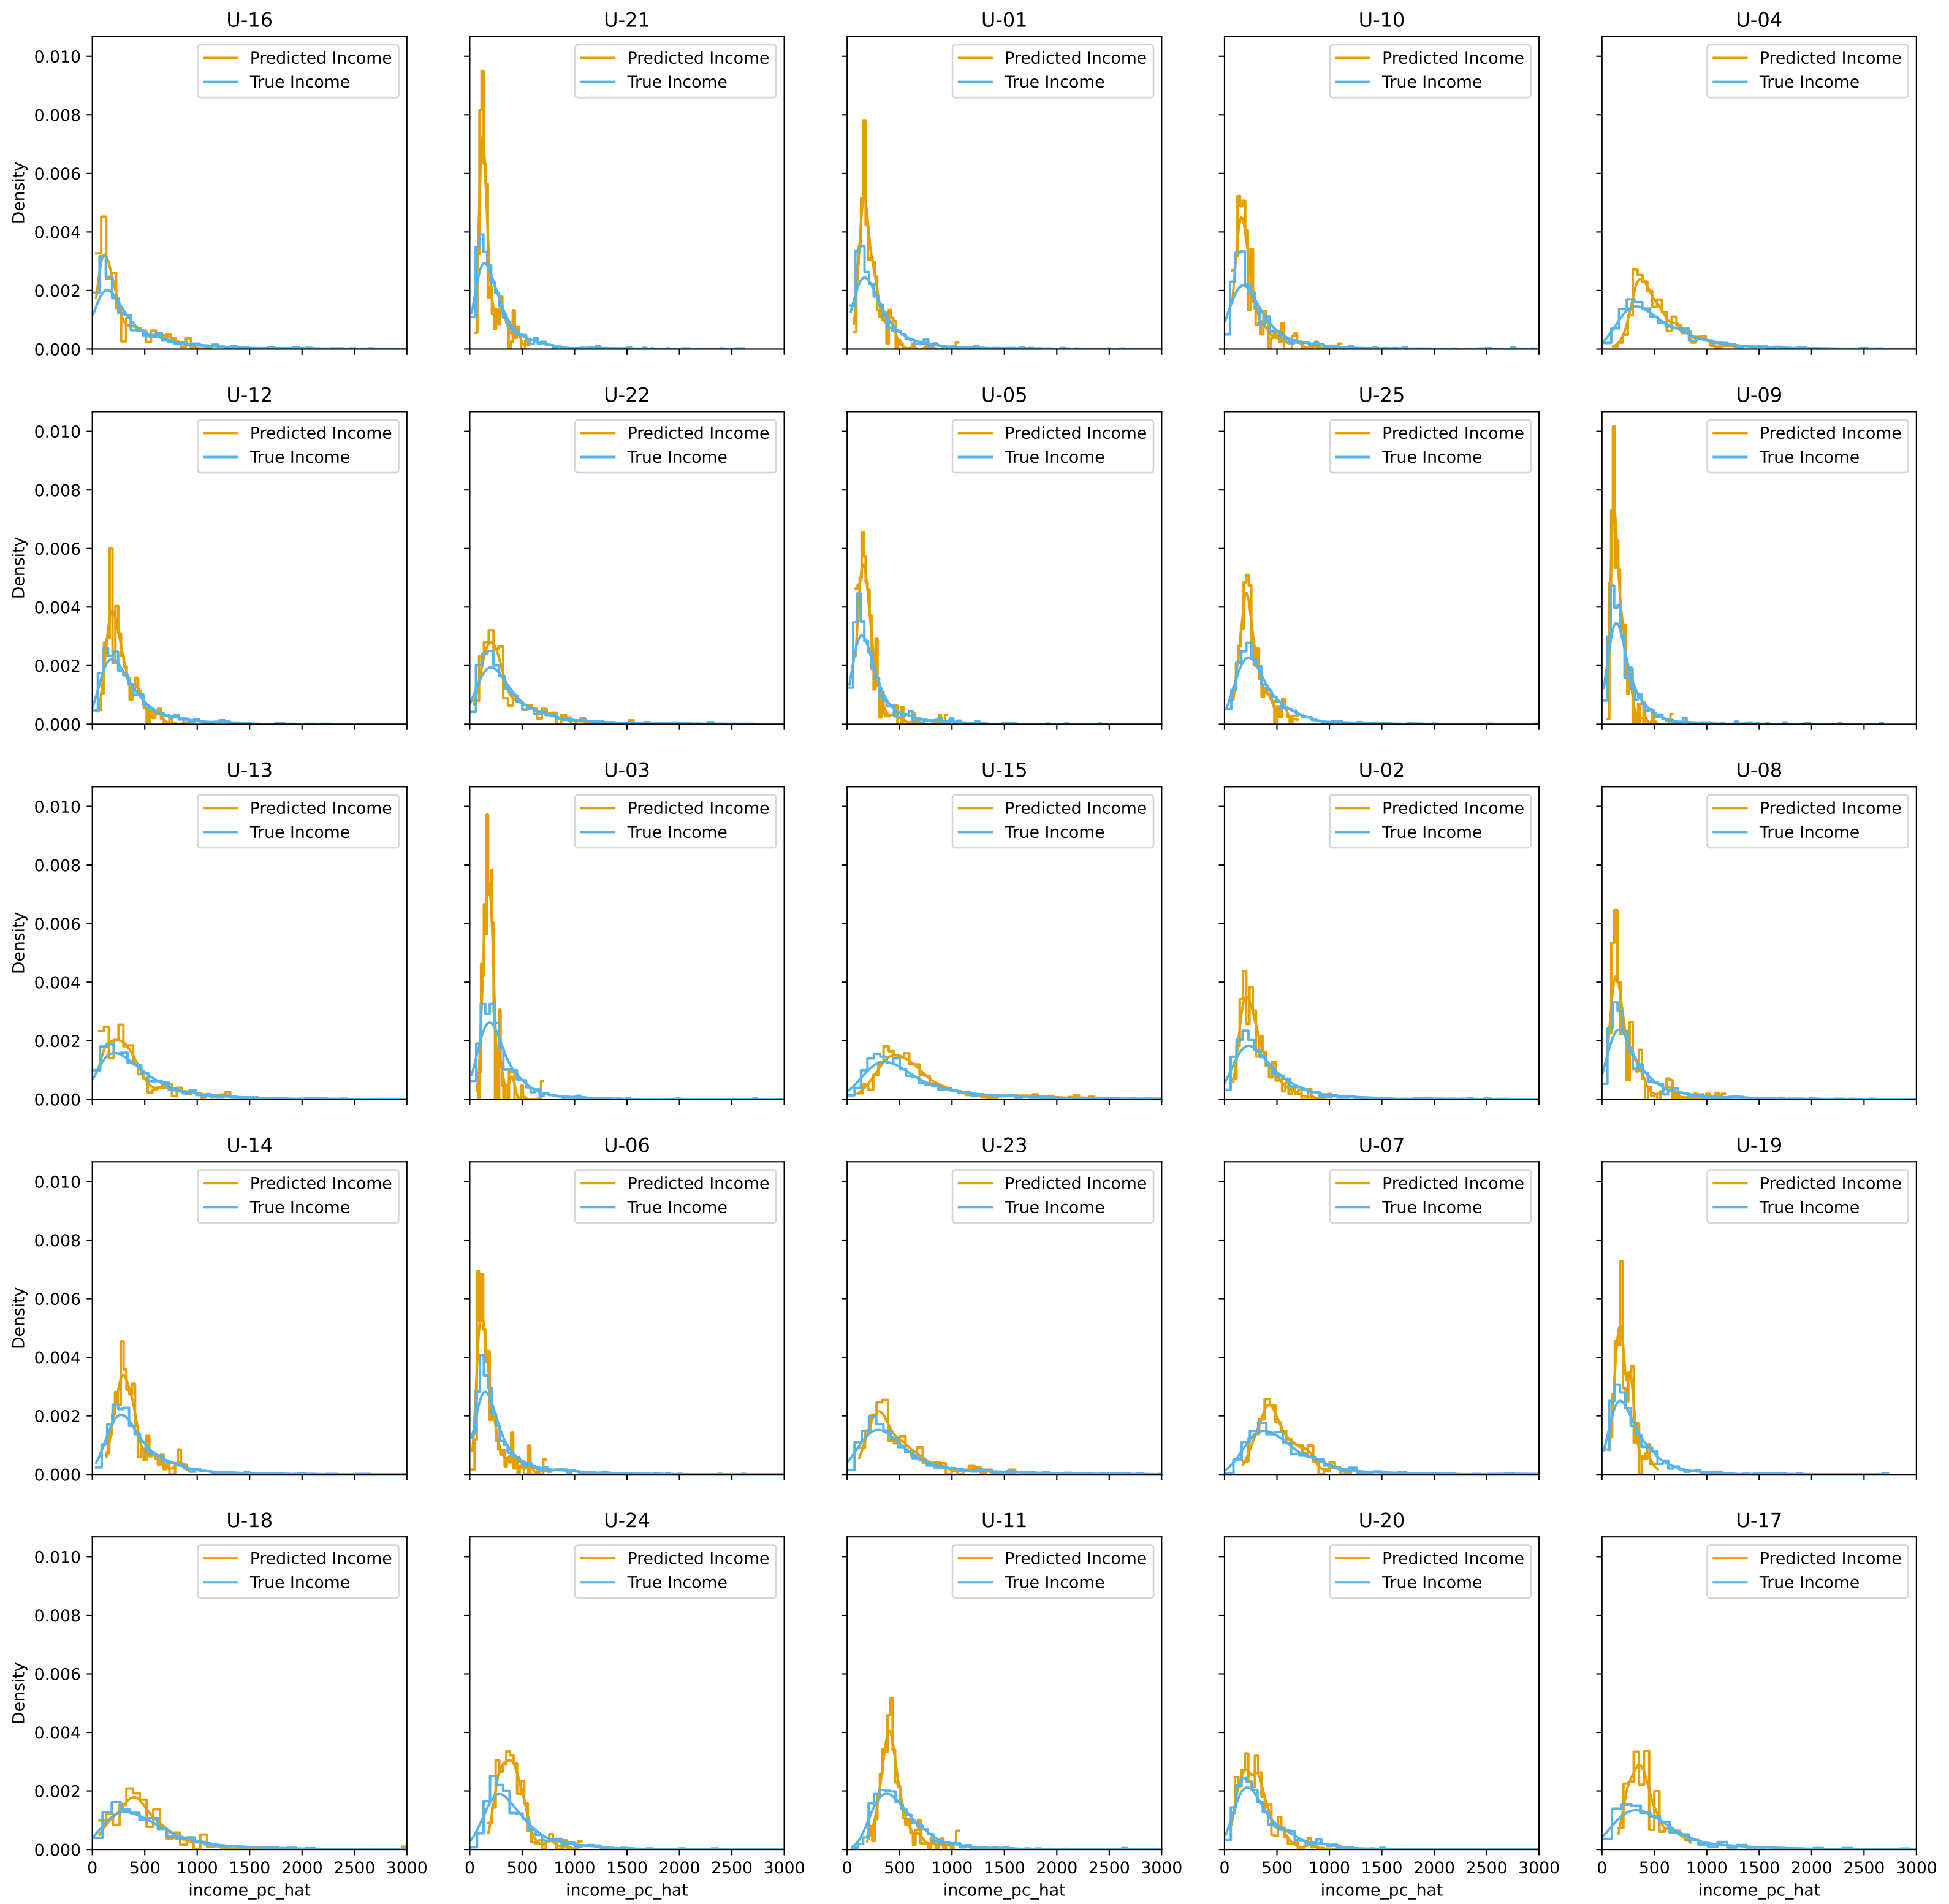 U-16 U-21 U-01 U-10 U-04
Predicted Income Predicted Income Predicted Income Predicted Income Predicted Income
True Income True Income True Income True Income True Income
Density
0.010
0.008
0.006
0.004
0.002
0.000
U-12 U-22 U-05 U-25 U-09
Predicted Income Predicted Income Predicted Income Predicted Income Predicted Income
True Income True Income True Income True Income True Income
Density
0.010
0.008
0.006
0.004
0.002
0.000
U-13 U-03 U-15 U-02 U-08
Predicted Income Predicted Income Predicted Income Predicted Income Predicted Income
True Income True Income True Income True Income True Income
Density
0.010
0.008
0.006
0.004
0.002
0.000
U-14 U-06 U-23 U-07 U-19
Predicted Income Predicted Income Predicted Income Predicted Income Predicted Income
True Income True Income True Income True Income True Income
Density
0.010
0.008
0.006
0.004
0.002
0.000
U-18 U-24 U-11 U-20 U-17
Predicted Income Predicted Income Predicted Income Predicted Income Predicted Income
True Income True Income True Income True Income True Income
Density
0.010
0.008
0.006
0.004
0.002
0.000
0 500 1000 1500 2000 2500 3000 0 500 1000 1500 2000 2500 3000 0 500 1000 1500 2000 2500 3000 0 500 1000 1500 2000 2500 3000 0 500 1000 1500 2000 2500 3000
income_pc_hat income_pc_hat income_pc_hat income_pc_hat income_pc_hat